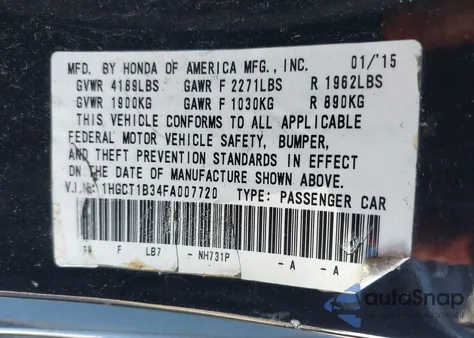 MFD. BY HONDA OF AMERICA MFG., INC. 01/'15
GVWR 4189LBS GAWR F 2271LBS R 1962LBS
GVWR 1900KG GAWR F 1030KG R 890KG
THIS VEHICLE CONFORMS TO ALL APPLICABLE
FEDERAL MOTOR VEHICLE SAFETY, BUMPER,
AND THEFT PREVENTION STANDARDS IN EFFECT
ON THE DATE OF MANUFACTURE SHOWN ABOVE.
V.I.N. 1HGCT1B34FA007720 TYPE: PASSENGER CAR
F LB7 - NH731P - A - A
autoSnap